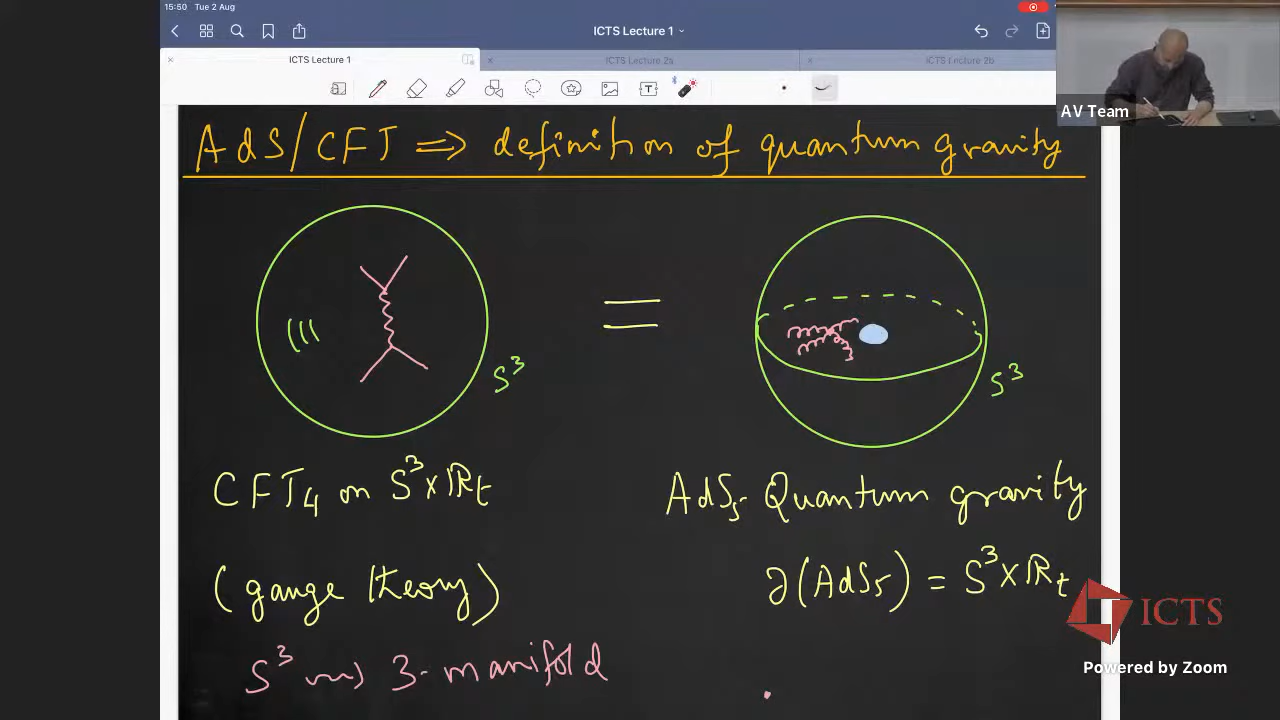 15:50 Tue 2 Aug
ICTS Lecture 1
ICTS Lecture 1
ICTS Lecture 2a
ICTS Lecture 2b
AV Team
AdS/CFT ⇒ definition of quantum gravity
S³
=
S³
CFT₄ on S³ × ℝₜ
AdS₅ Quantum gravity
(gauge theory)
∂(AdS₅) = S³ × ℝₜ
S³ ⇝ 3-manifold
ICTS
Powered by Zoom